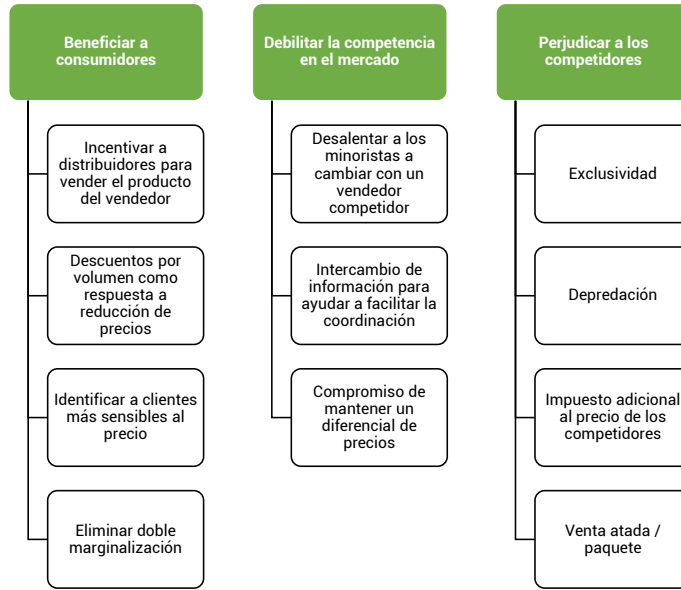 Beneficiar a
consumidores
Incentivar a
distribuidores para
vender el producto
del vendedor
Descuentos por
volumen como
respuesta a
reducción de
precios
Identificar a clientes
más sensibles al
precio
Eliminar doble
marginalización
Debilitar la competencia
en el mercado
Desalentar a los
minoristas a
cambiar con un
vendedor
competidor
Intercambio de
información para
ayudar a facilitar la
coordinación
Compromiso de
mantener un
diferencial de
precios
Perjudicar a los
competidores
Exclusividad
Depredación
Impuesto adicional
al precio de los
competidores
Venta atada /
paquete